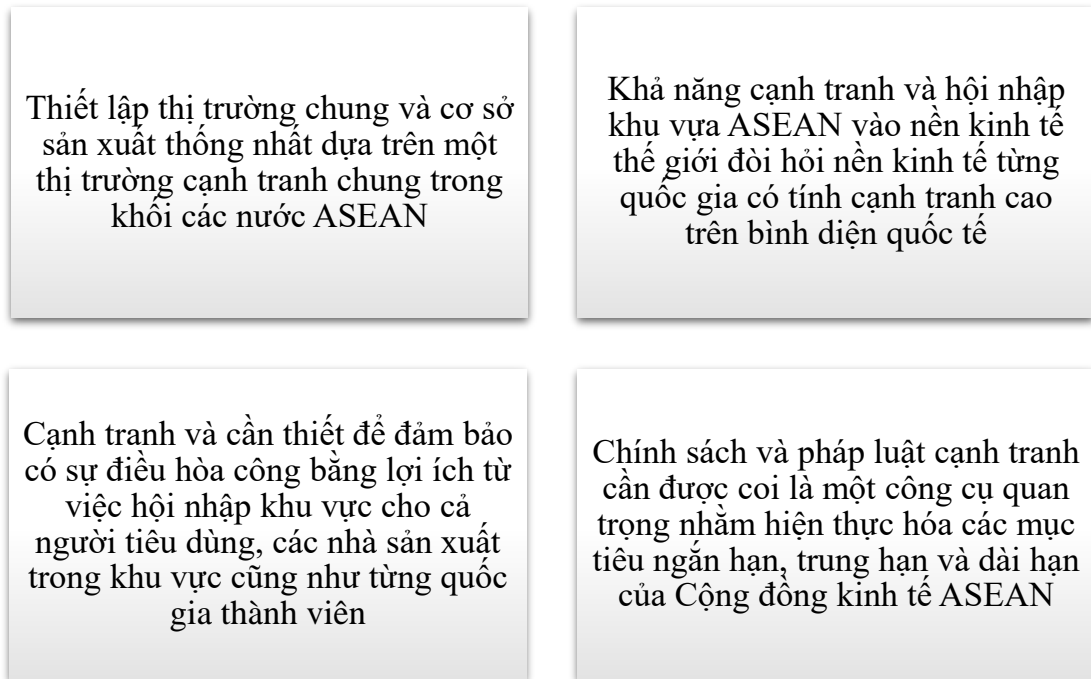 Thiết lập thị trường chung và cơ sở
sản xuất thống nhất dựa trên một
thị trường cạnh tranh chung trong
khối các nước ASEAN
Khả năng cạnh tranh và hội nhập
khu vựa ASEAN vào nền kinh tế
thế giới đòi hỏi nền kinh tế từng
quốc gia có tính cạnh tranh cao
trên bình diện quốc tế
Cạnh tranh và cần thiết để đảm bảo
có sự điều hòa công bằng lợi ích từ
việc hội nhập khu vực cho cả
người tiêu dùng, các nhà sản xuất
trong khu vực cũng như từng quốc
gia thành viên
Chính sách và pháp luật cạnh tranh
cần được coi là một công cụ quan
trọng nhằm hiện thực hóa các mục
tiêu ngắn hạn, trung hạn và dài hạn
của Cộng đồng kinh tế ASEAN